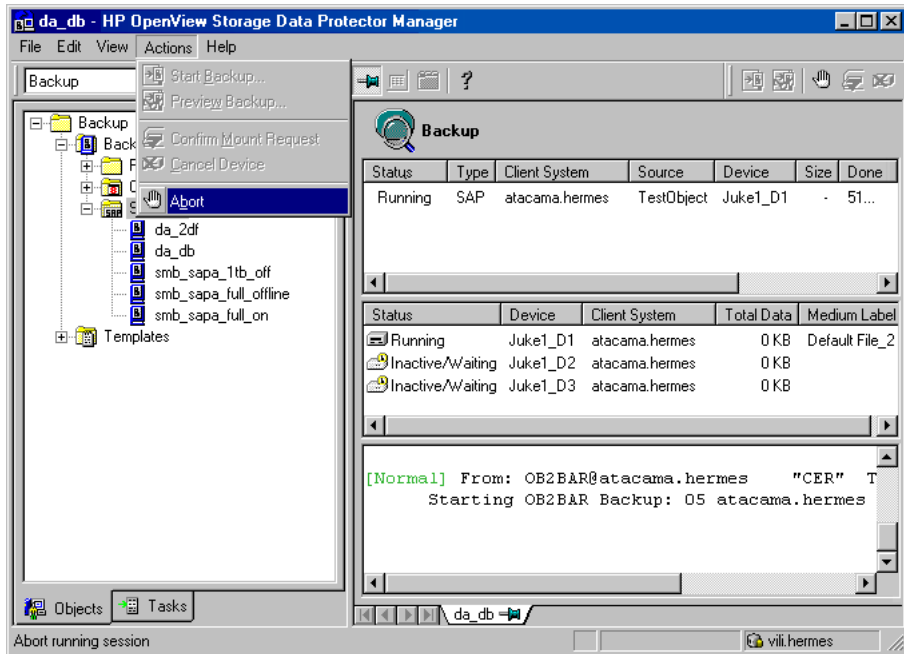 da_db - HP OpenView Storage Data Protector Manager
File Edit View Actions Help
Backup
Start Backup...
Preview Backup...
Confirm Mount Request
Cancel Device
Abort
Backup
Back
da_2df
da_db
smb_sapa_1tb_off
smb_sapa_full_offline
smb_sapa_full_on
Templates
Objects Tasks
Backup
Status Type Client System Source Device Size Done
Running SAP atacama.hermes TestObject Juke1_D1 - 51...
Status Device Client System Total Data Medium Label
Running Juke1_D1 atacama.hermes 0 KB Default File_2
Inactive/Waiting Juke1_D2 atacama.hermes 0 KB
Inactive/Waiting Juke1_D3 atacama.hermes 0 KB
[Normal] From: OB2BAR@atacama.hermes "CER" T
Starting OB2BAR Backup: O5 atacama.hermes
da_db
Abort running session vili.hermes